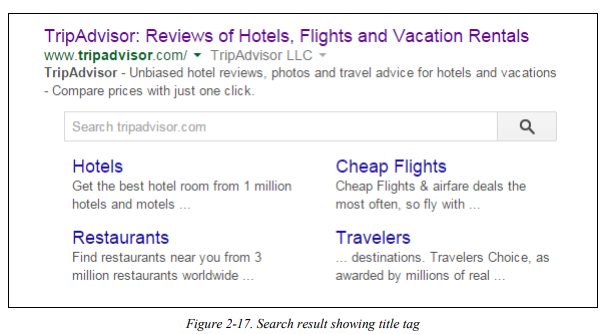 TripAdvisor: Reviews of Hotels, Flights and Vacation Rentals
www.tripadvisor.com/ TripAdvisor LLC
TripAdvisor - Unbiased hotel reviews, photos and travel advice for hotels and vacations
- Compare prices with just one click.
Search tripadvisor.com
Hotels
Get the best hotel room from 1 million
hotels and motels ...
Cheap Flights
Cheap Flights & airfare deals the
most often, so fly with ...
Restaurants
Find restaurants near you from 3
million restaurants worldwide ...
Travelers
... destinations. Travelers Choice, as
awarded by millions of real ...
Figure 2-17. Search result showing title tag